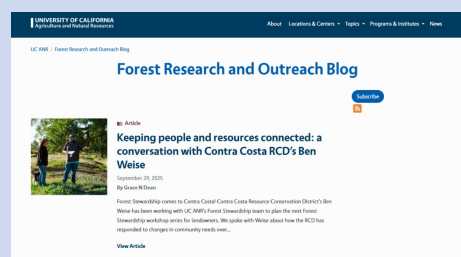 UNIVERSITY OF CALIFORNIA
Agriculture and Natural Resources
About Locations & Centers Topics Programs & Institutes News
UC ANR / Forest Research and Outreach Blog
Forest Research and Outreach Blog
Subscribe
Article
Keeping people and resources connected: a
conversation with Contra Costa RCD's Ben
Weise
September 29, 2025
By Grace N Dean
Forest Stewardship comes to Contra Costa! Contra Costa Resource Conservation District's Ben
Weise has been working with UC ANR's Forest Stewardship team to plan the next Forest
Stewardship workshop series for landowners. We spoke with Weise about how the RCD has
responded to changes in community needs over...
View Article